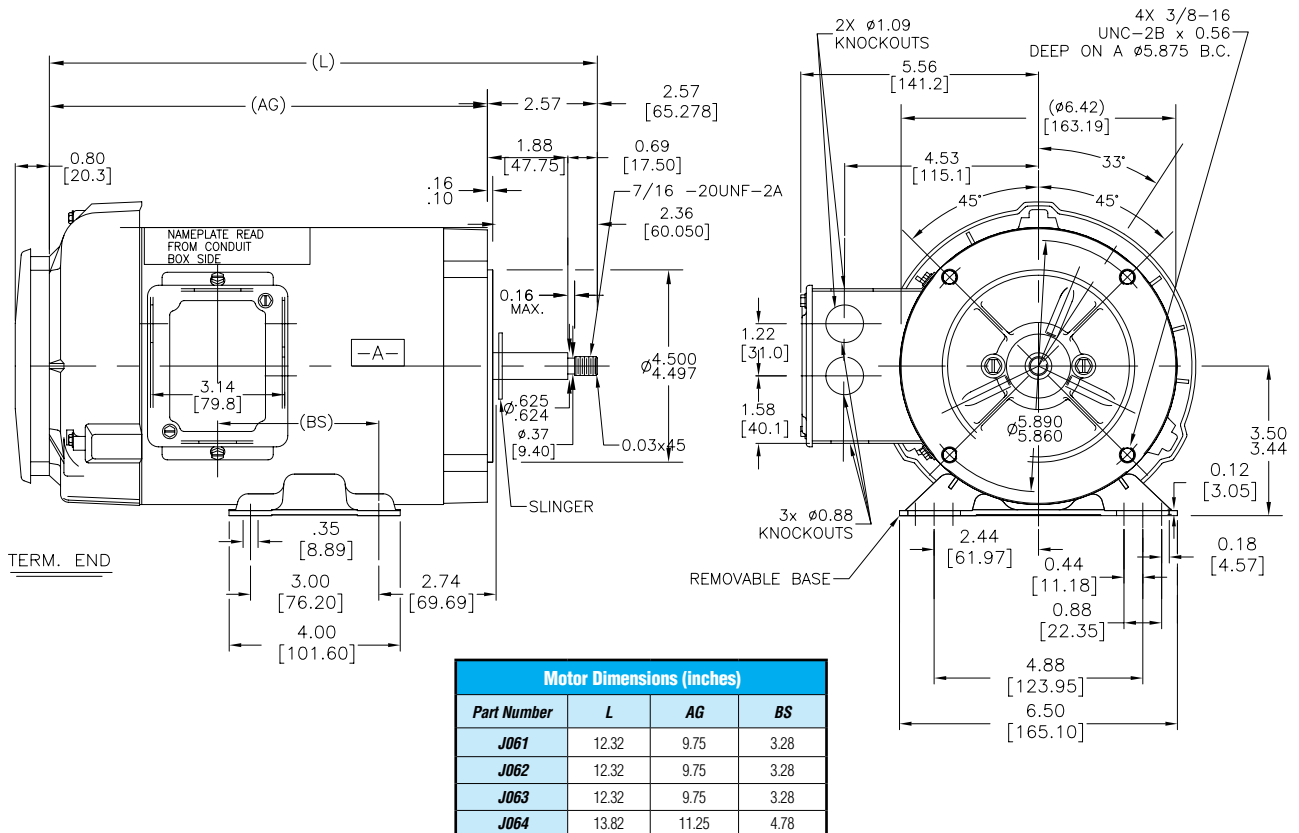 (L)
(AG)
2.57
2.57
[65.278]
0.80
[20.3]
1.88
[47.75]
0.69
[17.50]
.16
.10
7/16 -20UNF-2A
2.36
[60.050]
NAMEPLATE READ
FROM CONDUIT
BOX SIDE
0.16
MAX.
-A-
3.14
[79.8]
(BS)
ø4.500
4.497
ø.625
.624
ø.37
[9.40]
0.03x45
SLINGER
.35
[8.89]
TERM. END
3.00
[76.20]
2.74
[69.69]
4.00
[101.60]
2X ø1.09
KNOCKOUTS
4X 3/8-16
UNC-2B x 0.56
DEEP ON A ø5.875 B.C.
5.56
[141.2]
(ø6.42)
[163.19]
4.53
[115.1]
33°
45°
45°
1.22
[31.0]
1.58
[40.1]
ø5.890
5.860
3.50
3.44
0.12
[3.05]
3x ø0.88
KNOCKOUTS
REMOVABLE BASE
2.44
[61.97]
0.44
[11.18]
0.18
[4.57]
0.88
[22.35]
4.88
[123.95]
6.50
[165.10]
Motor Dimensions (inches)
Part Number L AG BS
J061 12.32 9.75 3.28
J062 12.32 9.75 3.28
J063 12.32 9.75 3.28
J064 13.82 11.25 4.78